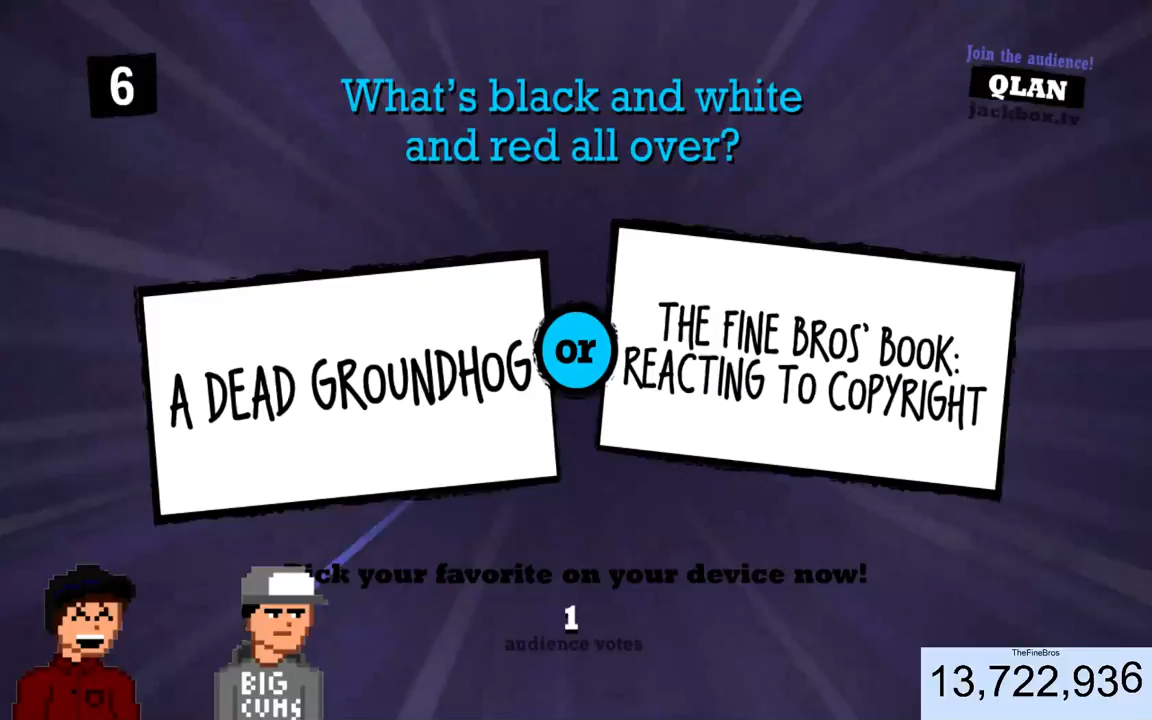 6
What's black and white
and red all over?
Join the audience!
QLAN
jackbox.tv
A DEAD GROUNDHOG
or
THE FINE BROS' BOOK:
REACTING TO COPYRIGHT
your favorite on your device now!
1
audience votes
BIG
CUMS
TheFineBros
13,722,936